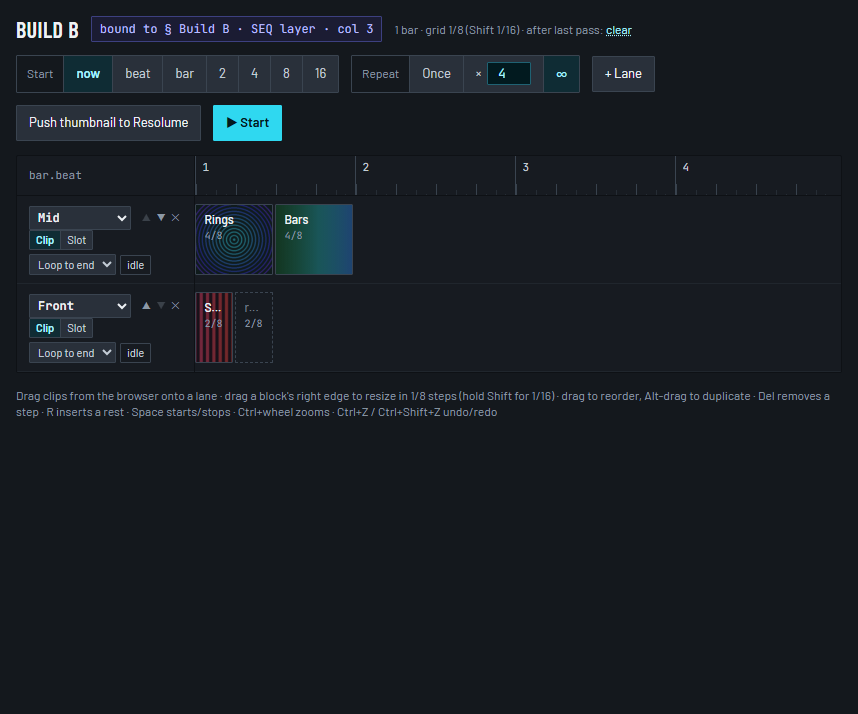 BUILD B bound to § Build B · SEQ layer · col 3 1 bar · grid 1/8 (Shift 1/16) · after last pass: clear
Start now beat bar 2 4 8 16 Repeat Once × 4 ∞ + Lane
Push thumbnail to Resolume ▶ Start
bar.beat 1 2 3 4
Mid ▲ ▼ ✕ Rings Bars
Clip Slot 4/8 4/8
Loop to end idle
Front ▲ ▼ ✕ S… r…
Clip Slot 2/8 2/8
Loop to end idle
Drag clips from the browser onto a lane · drag a block's right edge to resize in 1/8 steps (hold Shift for 1/16) · drag to reorder, Alt-drag to duplicate · Del removes a
step · R inserts a rest · Space starts/stops · Ctrl+wheel zooms · Ctrl+Z / Ctrl+Shift+Z undo/redo